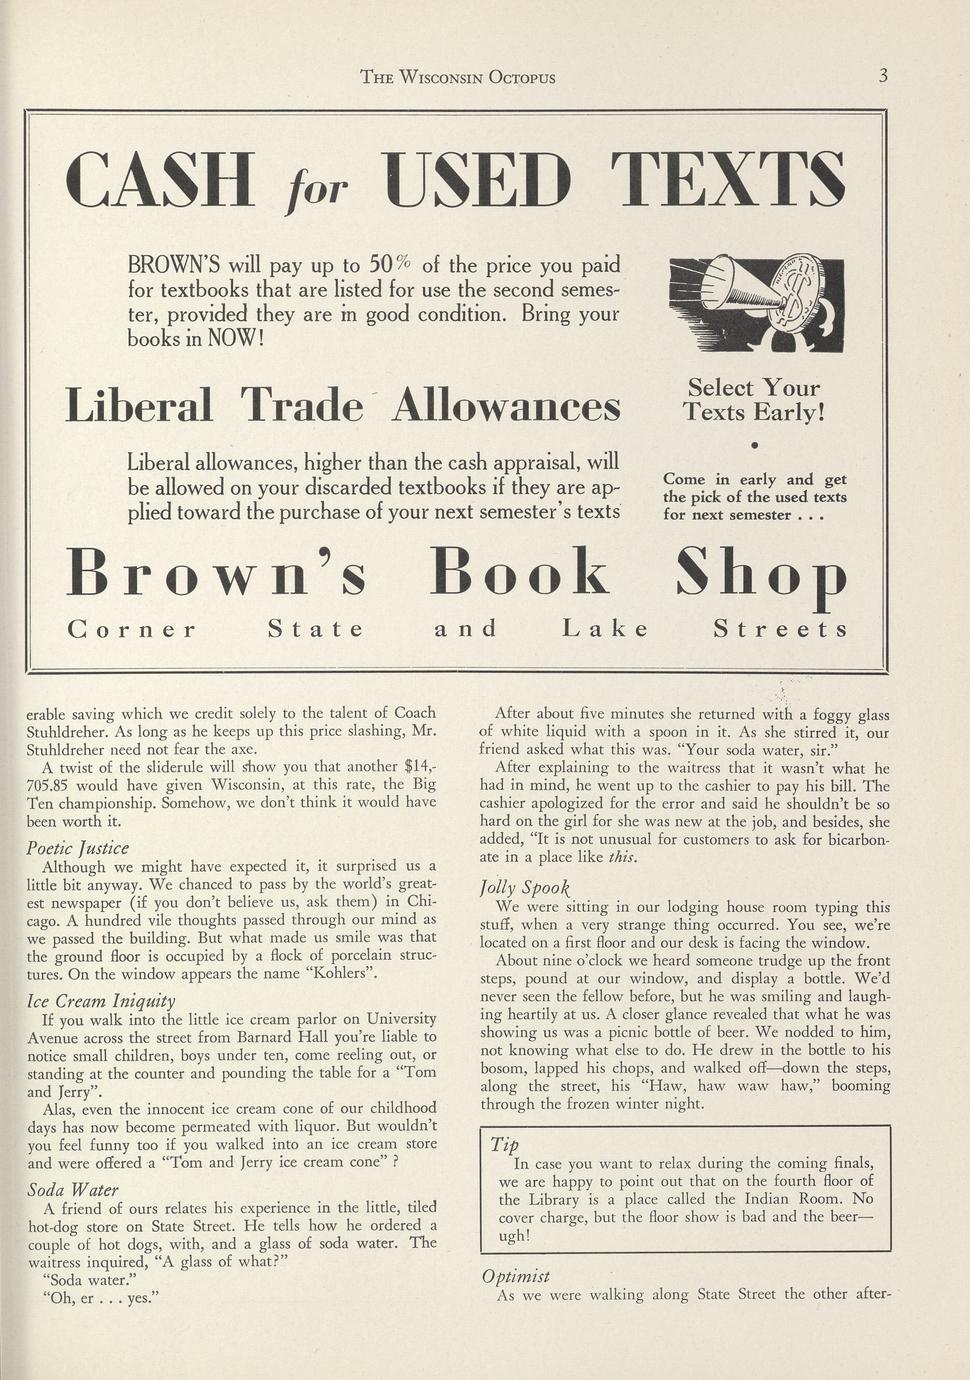 The Wisconsin Octopus
3
CASH for USED TEXTS
BROWN'S will pay up to 50% of the price you paid
for textbooks that are listed for use the second semes-
ter, provided they are in good condition. Bring your
books in NOW!
Liberal Trade Allowances
Liberal allowances, higher than the cash appraisal, will
be allowed on your discarded textbooks if they are ap-
plied toward the purchase of your next semester's texts
Select Your
Texts Early!
•
Come in early and get
the pick of the used texts
for next semester . . .
Brown's Book Shop
Corner State and Lake Streets
erable saving which we credit solely to the talent of Coach
Stuhldreher. As long as he keeps up this price slashing, Mr.
Stuhldreher need not fear the axe.
A twist of the sliderule will show you that another $14,-
705.85 would have given Wisconsin, at this rate, the Big
Ten championship. Somehow, we don't think it would have
been worth it.
Poetic Justice
Although we might have expected it, it surprised us a
little bit anyway. We chanced to pass by the world's great-
est newspaper (if you don't believe us, ask them) in Chi-
cago. A hundred vile thoughts passed through our mind as
we passed the building. But what made us smile was that
the ground floor is occupied by a flock of porcelain struc-
tures. On the window appears the name "Kohlers".
Ice Cream Iniquity
If you walk into the little ice cream parlor on University
Avenue across the street from Barnard Hall you're liable to
notice small children, boys under ten, come reeling out, or
standing at the counter and pounding the table for a "Tom
and Jerry".
Alas, even the innocent ice cream cone of our childhood
days has now become permeated with liquor. But wouldn't
you feel funny too if you walked into an ice cream store
and were offered a "Tom and Jerry ice cream cone" ?
Soda Water
A friend of ours relates his experience in the little, tiled
hot-dog store on State Street. He tells how he ordered a
couple of hot dogs, with, and a glass of soda water. The
waitress inquired, "A glass of what?"
"Soda water."
"Oh, er . . . yes."
After about five minutes she returned with a foggy glass
of white liquid with a spoon in it. As she stirred it, our
friend asked what this was. "Your soda water, sir."
After explaining to the waitress that it wasn't what he
had in mind, he went up to the cashier to pay his bill. The
cashier apologized for the error and said he shouldn't be so
hard on the girl for she was new at the job, and besides, she
added, "It is not unusual for customers to ask for bicarbon-
ate in a place like this.
Jolly Spook
We were sitting in our lodging house room typing this
stuff, when a very strange thing occurred. You see, we're
located on a first floor and our desk is facing the window.
About nine o'clock we heard someone trudge up the front
steps, pound at our window, and display a bottle. We'd
never seen the fellow before, but he was smiling and laugh-
ing heartily at us. A closer glance revealed that what he was
showing us was a picnic bottle of beer. We nodded to him,
not knowing what else to do. He drew in the bottle to his
bosom, lapped his chops, and walked off—down the steps,
along the street, his "Haw, haw waw haw," booming
through the frozen winter night.
Tip
In case you want to relax during the coming finals,
we are happy to point out that on the fourth floor of
the Library is a place called the Indian Room. No
cover charge, but the floor show is bad and the beer—
ugh!
Optimist
As we were walking along State Street the other after-